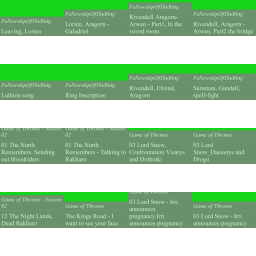 FellowshipOfTheRing
Leaving, Lorien
FellowshipOfTheRing
Lorien, Aragorn -
Galadriel
FellowshipOfTheRing
Rivendell Aragorn-
Arwen - Part1, In the
sword room
FellowshipOfTheRing
Rivendell, Aragorn -
Arwen, Part2 the bridge
FellowshipOfTheRing
Luthien song
FellowshipOfTheRing
Ring Inscription
FellowshipOfTheRing
Rivendell, Elrond,
Aragorn
FellowshipOfTheRing
Saruman, Gandalf,
spell-fight
Game of Thrones - Season
02
01 The North
Remembers. Sending
out bloodriders
Game of Thrones - Season
02
01 The North
Remembers - Talking to
Rakharo
Game of Thrones
03 Lord Snow,
Confrontation Visarys
and Dothraki
Game of Thrones
03 Lord
Snow_Daenerys and
Drogo
Game of Thrones - Season
02
12 The Night Lands,
Dead Rakharo
Game of Thrones
The Kings Road - I
want to see your face
Game of Thrones
03 Lord Snow - Irri
announces
pregnancy Irri
announces
Game of Thrones
03 Lord Snow - Irri
announces
pregnancy